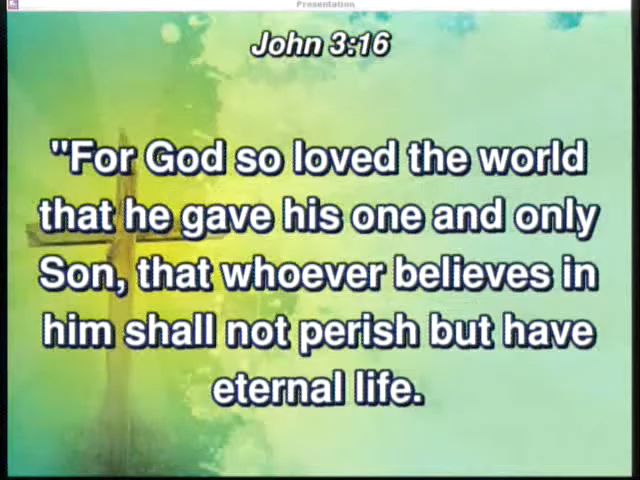 Presentation
John 3:16
"For God so loved the world
that he gave his one and only
Son, that whoever believes in
him shall not perish but have
eternal life.